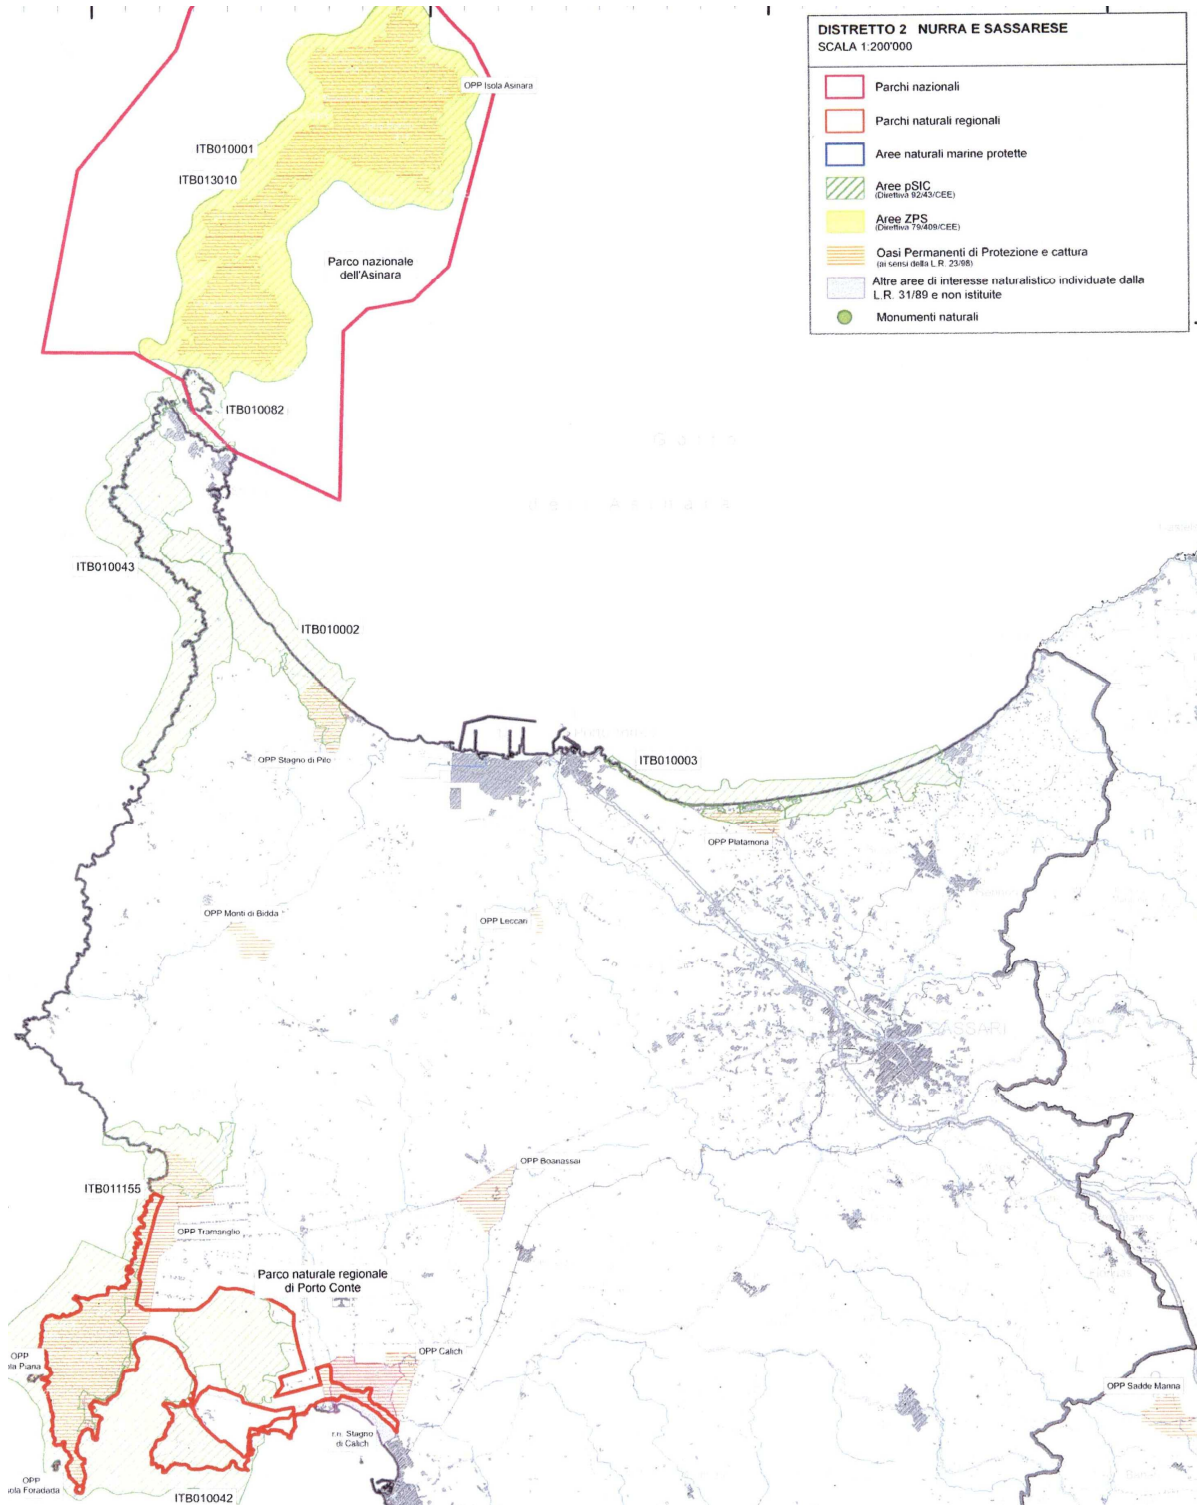 DISTRETTO 2 NURRA E SASSARESE
SCALA 1:200'000
Parchi nazionali
Parchi naturali regionali
Aree naturali marine protette
Aree pSIC
(Direttiva 92/43/CEE)
Aree ZPS
(Direttiva 79/409/CEE)
Oasi Permanenti di Protezione e cattura
(ai sensi della L.R. 23/98)
Altre aree di interesse naturalistico individuate dalla
L.R. 31/89 e non istituite
Monumenti naturali
OPP Isola Asinara
ITB010001
ITB013010
Parco nazionale
dell'Asinara
ITB010082
Golfo
dell'Asinara
ITB010043
ITB010002
OPP Stagno di Pilo
ITB010003
OPP Platamona
OPP Monti di Bidda
OPP Leccari
SASSARI
OPP Boanassai
ITB011155
OPP Tramariglio
Parco naturale regionale
di Porto Conte
OPP
Piana
OPP Calich
OPP Sadde Manna
r.n. Stagno
di Calich
OPP
Foradada
ITB010042